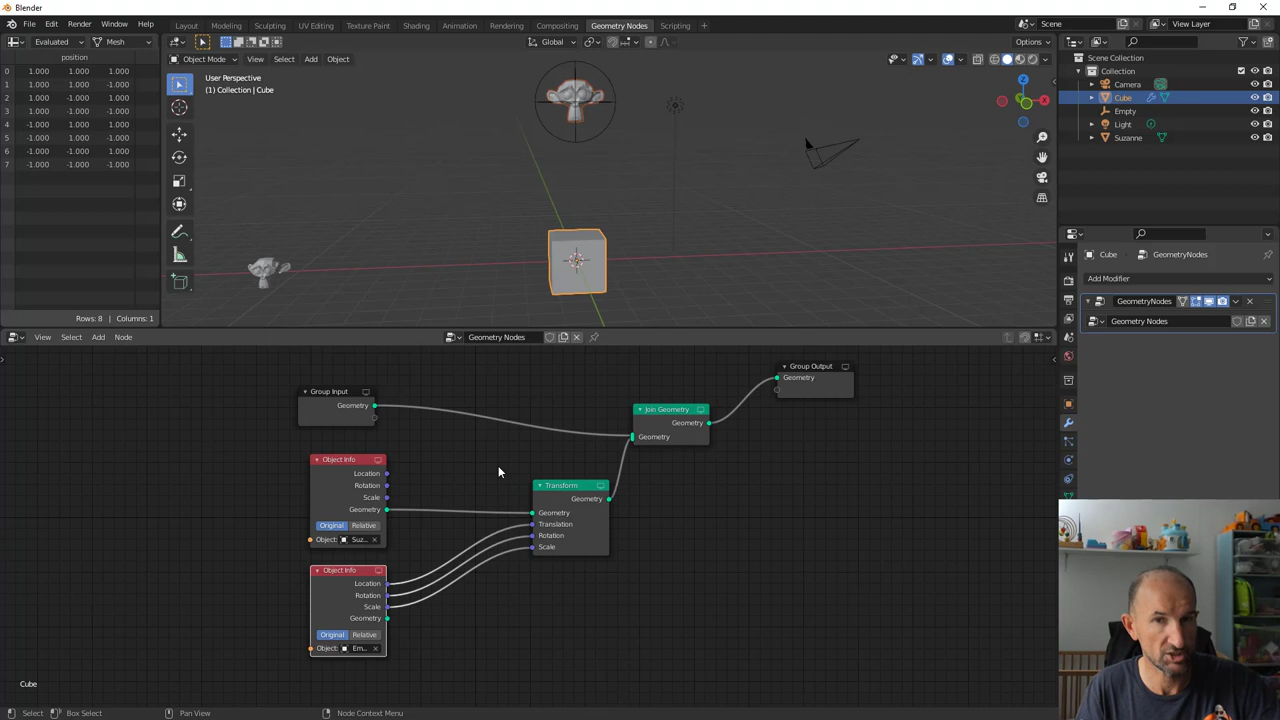 Blender
File Edit Render Window Help
Layout Modeling Sculpting UV Editing Texture Paint Shading Animation Rendering Compositing Geometry Nodes Scripting
Scene
View Layer
Evaluated
Mesh
Global
Options
position
0 1.000 1.000 1.000
1 1.000 1.000 -1.000
2 1.000 -1.000 1.000
3 1.000 -1.000 -1.000
4 -1.000 1.000 1.000
5 -1.000 1.000 -1.000
6 -1.000 -1.000 1.000
7 -1.000 -1.000 -1.000
Rows: 8 | Columns: 1
Object Mode View Select Add Object
User Perspective
(1) Collection | Cube
X
Z
Scene Collection
Collection
Camera
Cube
Empty
Light
Suzanne
Cube
GeometryNodes
Add Modifier
GeometryNodes
Geometry Nodes
View Select Add Node
Geometry Nodes
Group Input
Geometry
Object Info
Location
Rotation
Scale
Geometry
Original Relative
Object: Suz...
Object Info
Location
Rotation
Scale
Geometry
Original Relative
Object: Em...
Transform
Geometry
Geometry
Translation
Rotation
Scale
Join Geometry
Geometry
Geometry
Group Output
Geometry
Cube
Select Box Select Pan View Node Context Menu